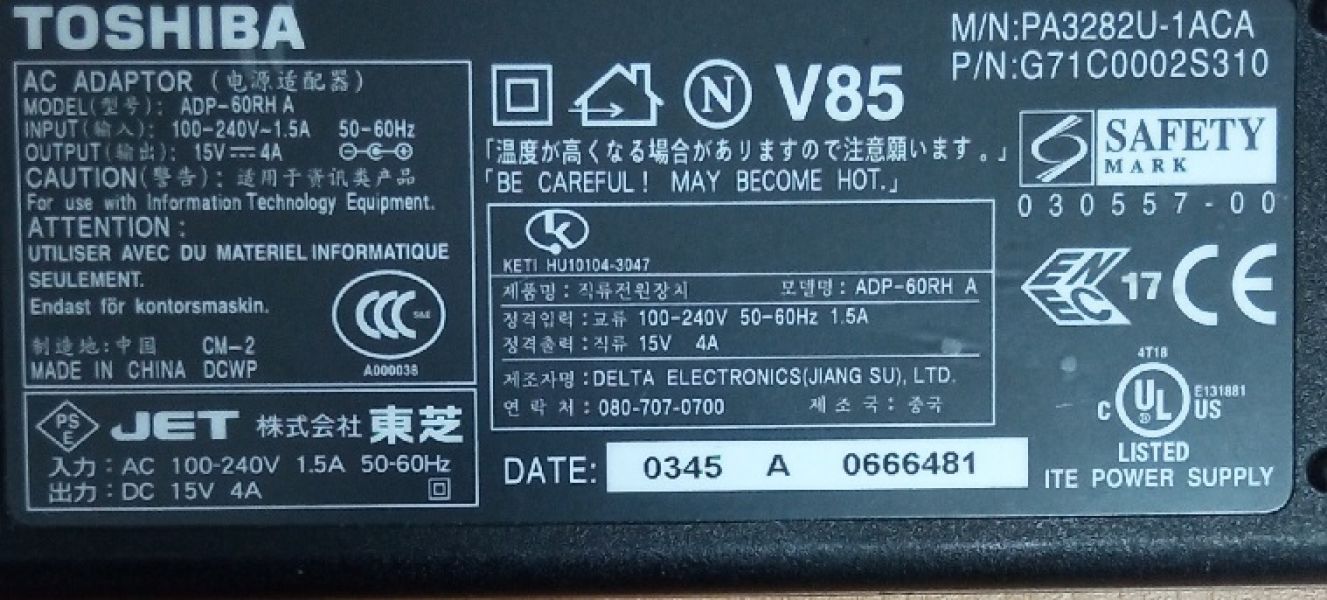 TOSHIBA
AC ADAPTOR (电源适配器)
MODEL(型号): ADP-60RH A
INPUT(输入): 100-240V~1.5A 50-60Hz
OUTPUT(输出): 15V⎓4A
CAUTION(警告): 适用于资讯类产品
For use with Information Technology Equipment.
ATTENTION :
UTILISER AVEC DU MATERIEL INFORMATIQUE
SEULEMENT.
Endast för kontorsmaskin.
制造地:中国 CM-2
MADE IN CHINA DCWP
CCC S&E
A000036
PS
E
JET 株式会社 東芝
入力: AC 100-240V 1.5A 50-60Hz
出力: DC 15V 4A
N V85
「温度が高くなる場合がありますので注意願います。」
「BE CAREFUL! MAY BECOME HOT.」
KETI HU10104-3047
제품명 : 직류전원장치 모델명 : ADP-60RH A
정격입력 : 교류 100-240V 50-60Hz 1.5A
정격출력 : 직류 15V 4A
제조자명 : DELTA ELECTRONICS(JIANG SU), LTD.
연락처 : 080-707-0700 제조국 : 중국
DATE: 0345 A 0666481
M/N:PA3282U-1ACA
P/N:G71C0002S310
SAFETY
MARK
030557-00
EN
EC 17 CE
4T18
C UL US
E131881
LISTED
ITE POWER SUPPLY